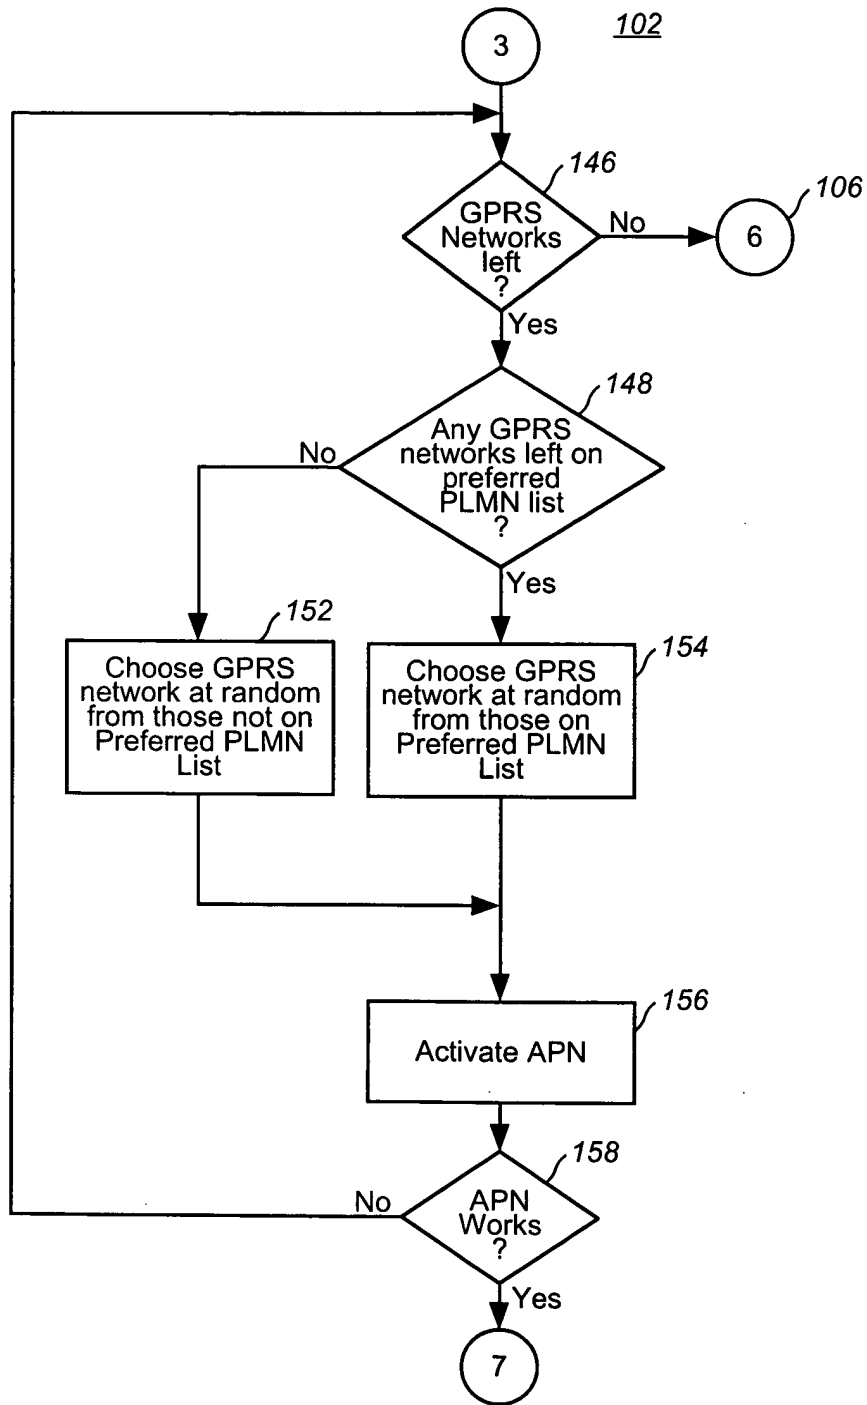 102
3
146
GPRS
Networks
left
?
No
6
106
Yes
148
Any GPRS
networks left on
preferred
PLMN list
?
No
Yes
152
Choose GPRS
network at random
from those not on
Preferred PLMN
List
154
Choose GPRS
network at random
from those on
Preferred PLMN
List
156
Activate APN
158
APN
Works
?
No
Yes
7